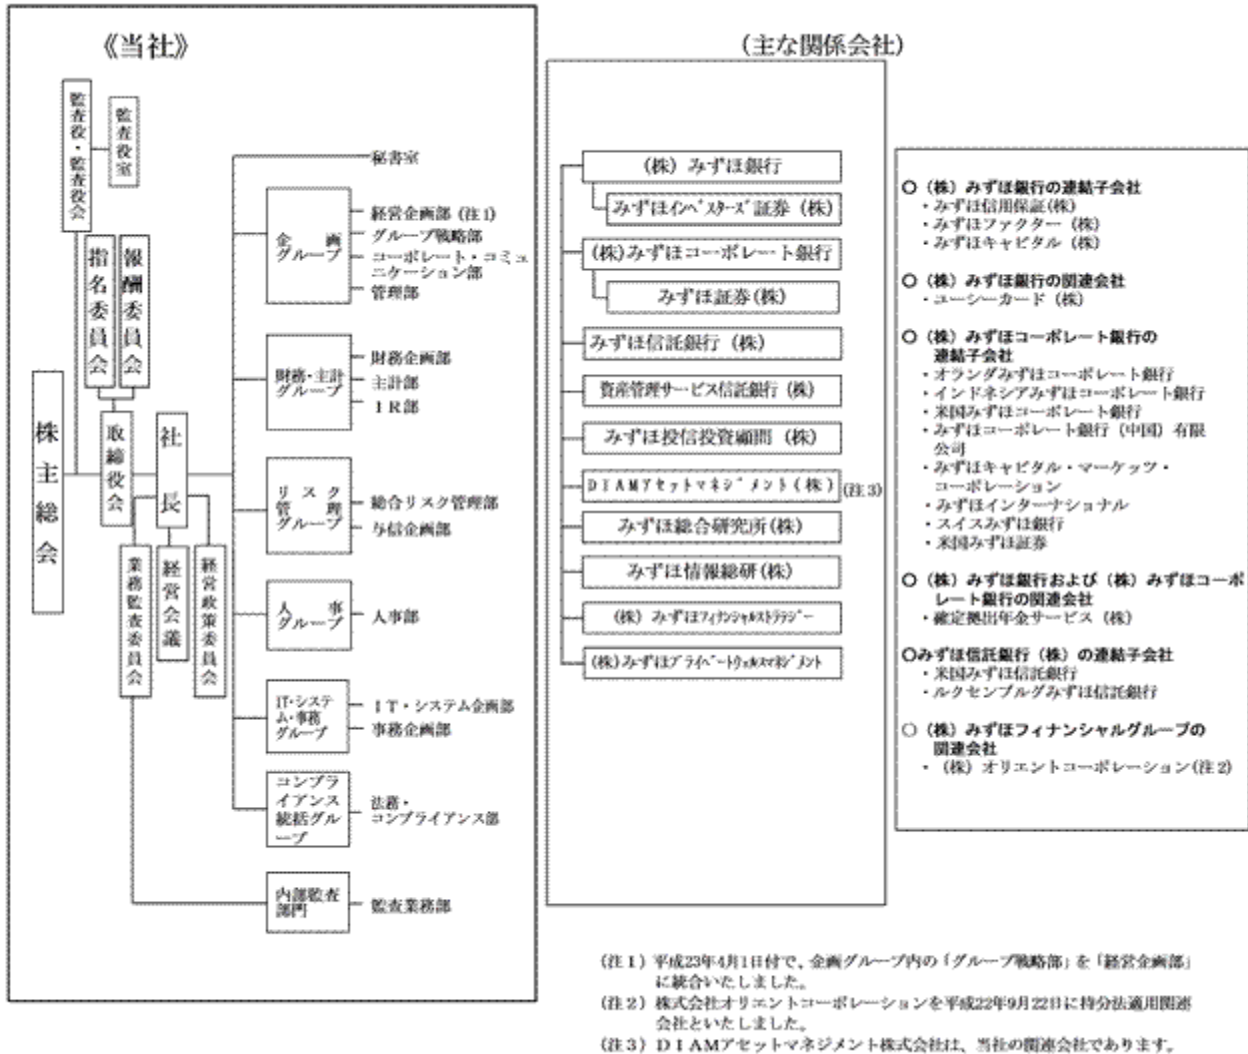 《当社》
監査役・監査役会
監査役室
指名委員会
報酬委員会
株主総会
取締役会
社長
業務監査委員会
経営会議
経営政策委員会
秘書室
企画
グループ
経営企画部（注1）
グループ戦略部
コーポレート・コミュ
ニケーション部
管理部
財務・主計
グループ
財務企画部
主計部
ＩＲ部
リスク
管理
グループ
総合リスク管理部
与信企画部
人事
グループ
人事部
IT・システ
ム・事務
グループ
ＩＴ・システム企画部
事務企画部
コンプラ
イアンス
統括グル
ープ
法務・
コンプライアンス部
内部監査
部門
監査業務部
（主な関係会社）
（株）みずほ銀行
みずほｲﾝﾍﾞｽﾀｰｽﾞ証券（株）
（株）みずほコーポレート銀行
みずほ証券（株）
みずほ信託銀行（株）
資産管理サービス信託銀行（株）
みずほ投信投資顧問（株）
ＤＩＡＭｱｾｯﾄﾏﾈｼﾞﾒﾝﾄ（株）（注3）
みずほ総合研究所（株）
みずほ情報総研（株）
（株）みずほﾌｨﾅﾝｼｬﾙｽﾄﾗﾃｼﾞｰ
（株）みずほﾌﾟﾗｲﾍﾞｰﾄｳｪﾙｽﾏﾈｼﾞﾒﾝﾄ
○（株）みずほ銀行の連結子会社
・みずほ信用保証（株）
・みずほファクター（株）
・みずほキャピタル（株）
○（株）みずほ銀行の関連会社
・ユーシーカード（株）
○（株）みずほコーポレート銀行の
連結子会社
・オランダみずほコーポレート銀行
・インドネシアみずほコーポレート銀行
・米国みずほコーポレート銀行
・みずほコーポレート銀行（中国）有限
公司
・みずほキャピタル・マーケッツ・
コーポレーション
・みずほインターナショナル
・スイスみずほ銀行
・米国みずほ証券
○（株）みずほ銀行および（株）みずほコーポ
レート銀行の関連会社
・確定拠出年金サービス（株）
○みずほ信託銀行（株）の連結子会社
・米国みずほ信託銀行
・ルクセンブルグみずほ信託銀行
○（株）みずほフィナンシャルグループの
関連会社
・（株）オリエントコーポレーション（注2）
（注1）平成23年4月1日付で、企画グループ内の「グループ戦略部」を「経営企画部」
に統合いたしました。
（注2）株式会社オリエントコーポレーションを平成22年9月22日に持分法適用関連
会社といたしました。
（注3）ＤＩＡＭアセットマネジメント株式会社は、当社の関連会社であります。